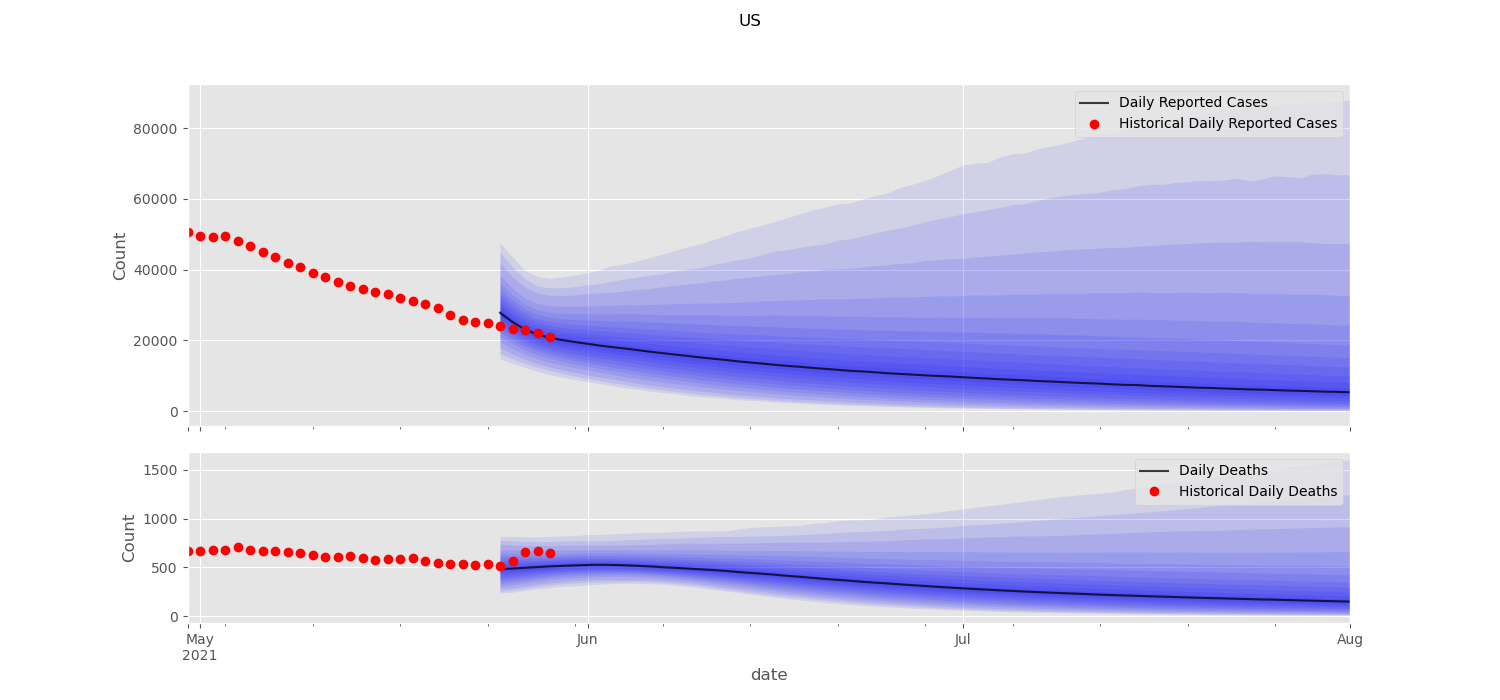 US
Count
80000
60000
40000
20000
0
Daily Reported Cases
Historical Daily Reported Cases
Count
1500
1000
500
0
Daily Deaths
Historical Daily Deaths
May
2021
Jun
Jul
Aug
date